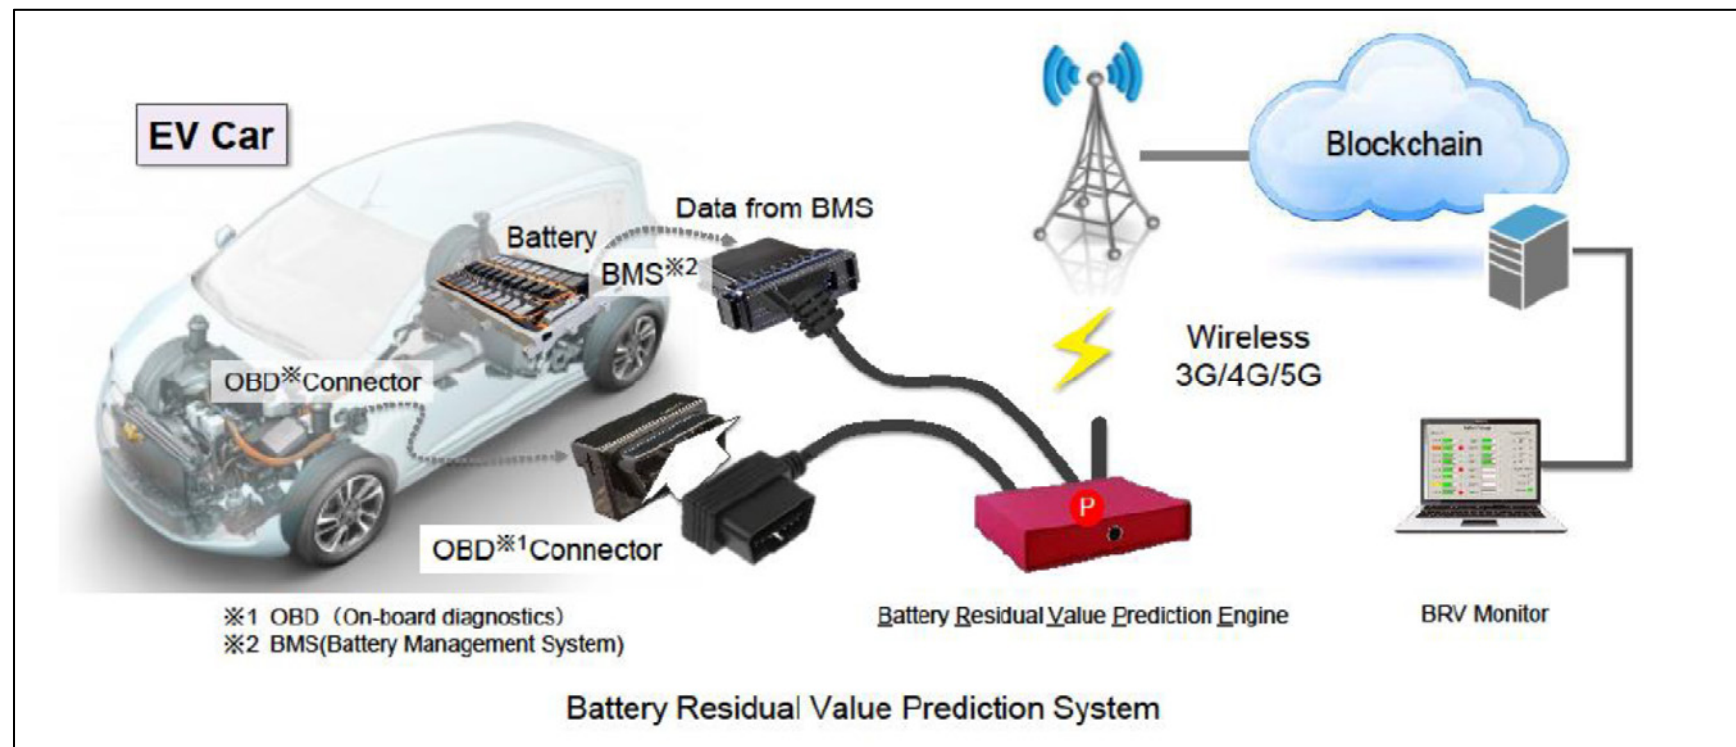 EV Car
Data from BMS
Battery
BMS※2
OBD※Connector
OBD※1Connector
Blockchain
Wireless
3G/4G/5G
P
Battery Residual Value Prediction Engine
BRV Monitor
※1 OBD（On-board diagnostics）
※2 BMS(Battery Management System)
Battery Residual Value Prediction System